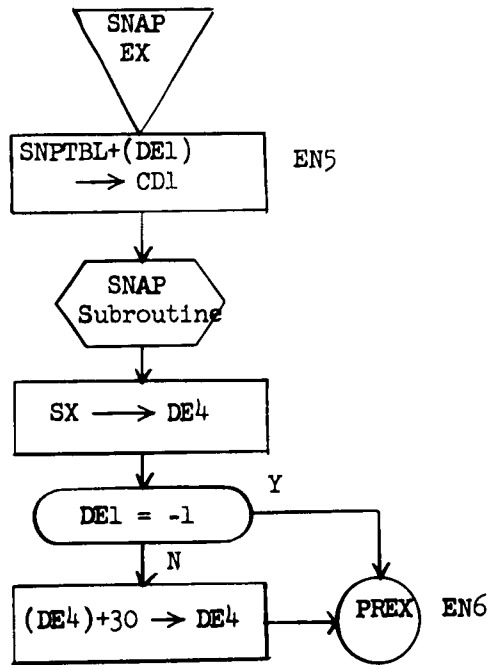 SNAP
EX
SNPTBL+(DE1)
→ CD1
EN5
SNAP
Subroutine
SX → DE4
DE1 = -1
Y
N
(DE4)+30 → DE4
PREX
EN6